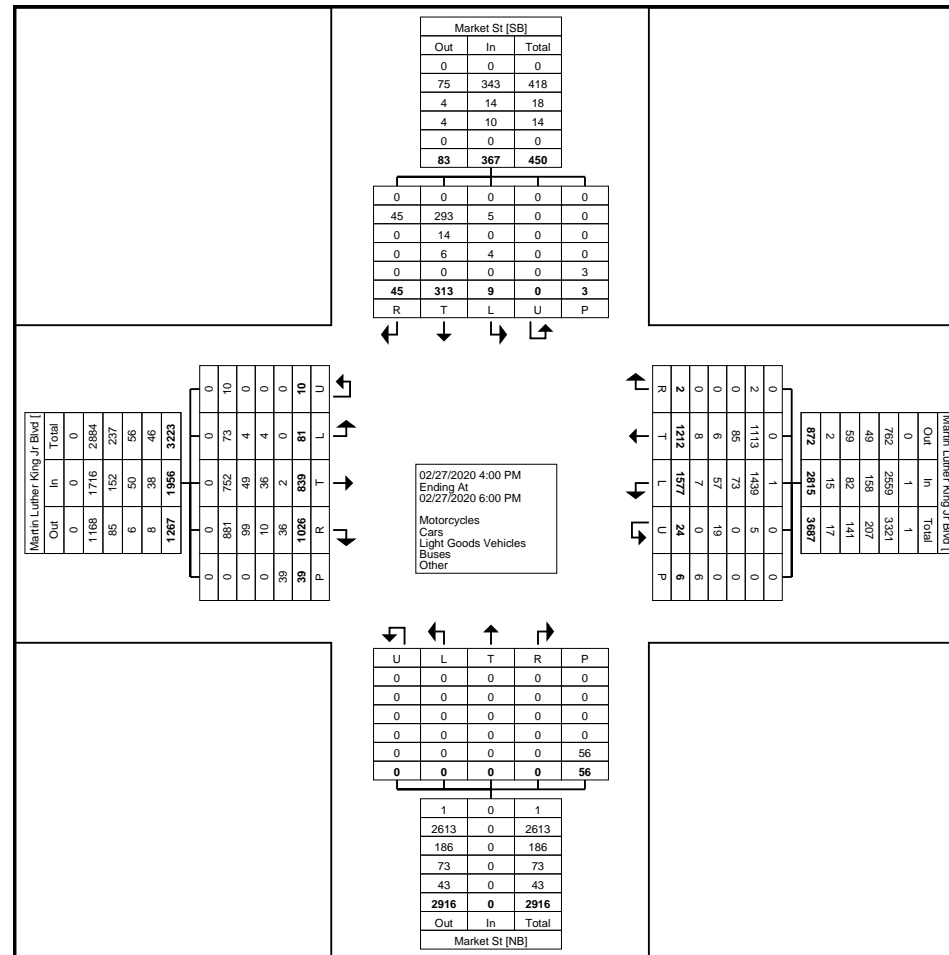 Market St [SB]
Out In Total
0 0 0
75 343 418
4 14 18
4 10 14
0 0 0
83 367 450
0 0 0 0 0
45 293 5 0 0
0 14 0 0 0
0 6 4 0 0
0 0 0 0 3
45 313 9 0 3
R T L U P
Martin Luther King Jr Blvd [
Out In Total
0 0 0
1168 1716 2884
85 152 237
6 50 56
8 38 46
1267 1956 3223
0 0 0 0 0
0 881 752 73 10
0 99 49 4 0
0 10 36 4 0
39 36 2 0 0
39 1026 839 81 10
P R T L U
02/27/2020 4:00 PM
Ending At
02/27/2020 6:00 PM
Motorcycles
Cars
Light Goods Vehicles
Buses
Other
Martin Luther King Jr Blvd [
Out In Total
0 1 1
762 2559 3321
49 158 207
59 82 141
2 15 17
872 2815 3687
0 0 1 0 0
2 1113 1439 5 0
0 85 73 0 0
0 6 57 19 0
0 8 7 0 6
2 1212 1577 24 6
R T L U P
U L T R P
0 0 0 0 0
0 0 0 0 0
0 0 0 0 0
0 0 0 0 0
0 0 0 0 56
0 0 0 0 56
1 0 1
2613 0 2613
186 0 186
73 0 73
43 0 43
2916 0 2916
Out In Total
Market St [NB]